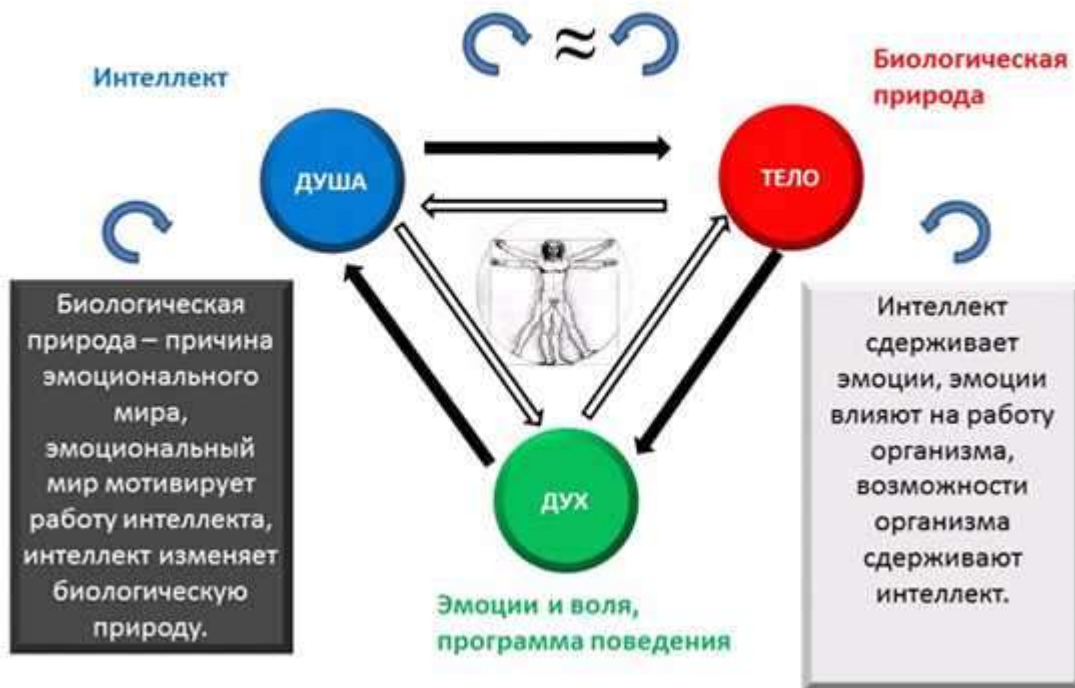 ≈
Интеллект
Биологическая
природа
ДУША
ТЕЛО
Биологическая
природа – причина
эмоционального
мира,
эмоциональный
мир мотивирует
работу интеллекта,
интеллект изменяет
биологическую
природу.
Интеллект
сдерживает
эмоции, эмоции
влияют на работу
организма,
возможности
организма
сдерживают
интеллект.
ДУХ
Эмоции и воля,
программа поведения